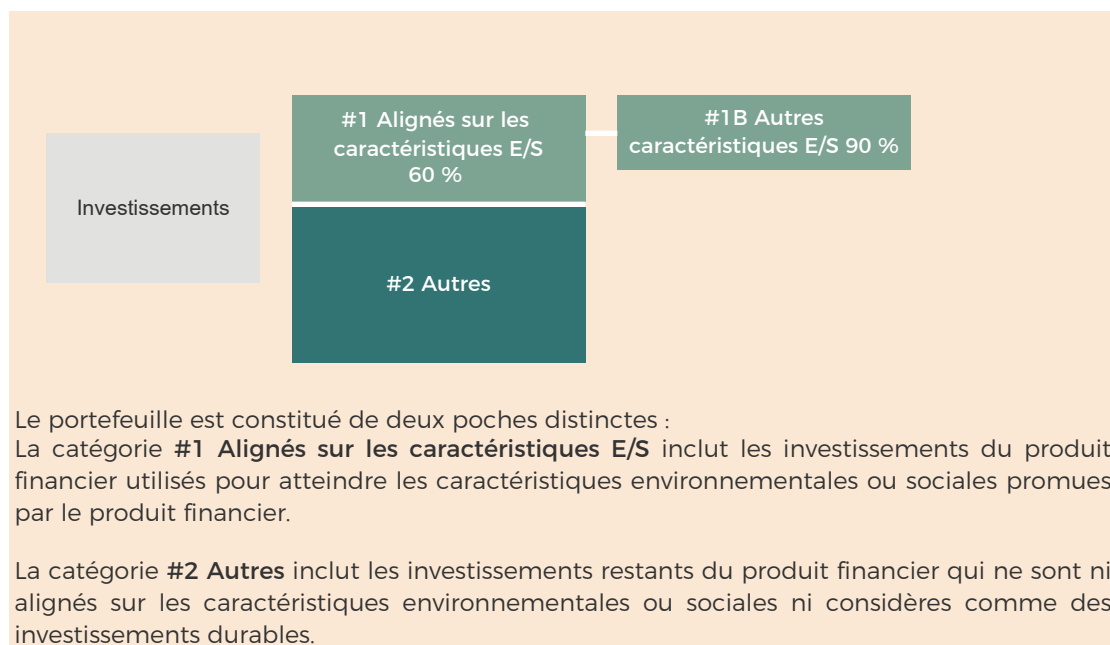 #1 Alignés sur les
caractéristiques E/S
60 %
#1B Autres
caractéristiques E/S 90 %
Investissements
#2 Autres
Le portefeuille est constitué de deux poches distinctes :
La catégorie #1 Alignés sur les caractéristiques E/S inclut les investissements du produit
financier utilisés pour atteindre les caractéristiques environnementales ou sociales promues
par le produit financier.
La catégorie #2 Autres inclut les investissements restants du produit financier qui ne sont ni
alignés sur les caractéristiques environnementales ou sociales ni considères comme des
investissements durables.